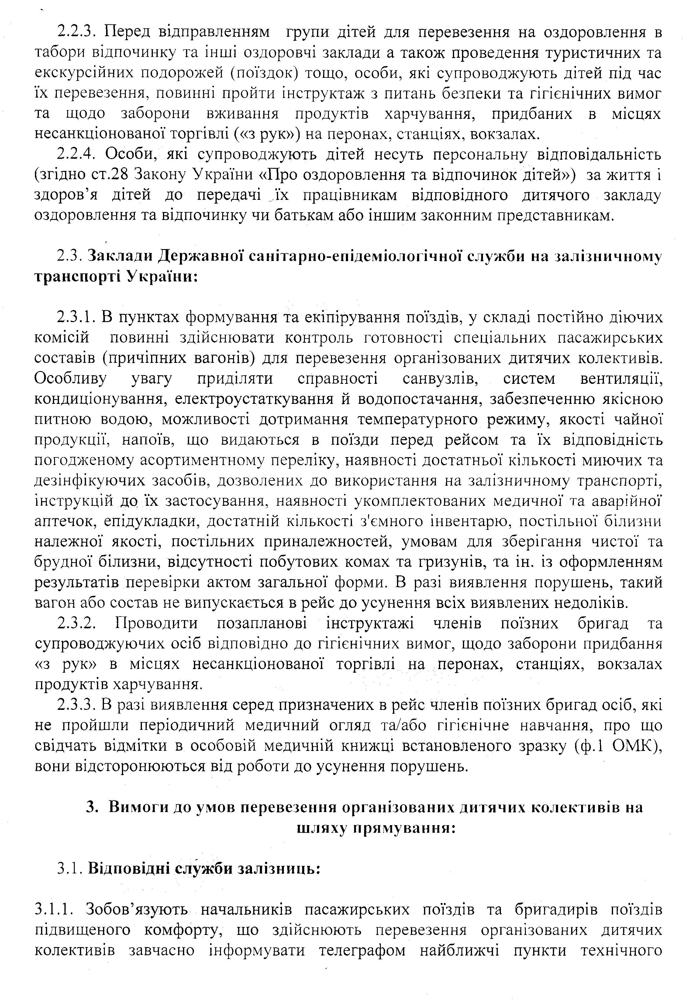 2.2.3. Перед відправленням групи дітей для перевезення на оздоровлення в
табори відпочинку та інші оздоровчі заклади а також проведення туристичних та
екскурсійних подорожей (поїздок) тощо, особи, які супроводжують дітей під час
їх перевезення, повинні пройти інструктаж з питань безпеки та гігієнічних вимог
та щодо заборони вживання продуктів харчування, придбаних в місцях
несанкціонованої торгівлі («з рук») на перонах, станціях, вокзалах.
2.2.4. Особи, які супроводжують дітей несуть персональну відповідальність
(згідно ст.28 Закону України «Про оздоровлення та відпочинок дітей») за життя і
здоров’я дітей до передачі їх працівникам відповідного дитячого закладу
оздоровлення та відпочинку чи батькам або іншим законним представникам.
2.3. Заклади Державної санітарно-епідеміологічної служби на залізничному
транспорті України:
2.3.1. В пунктах формування та екіпірування поїздів, у складі постійно діючих
комісій повинні здійснювати контроль готовності спеціальних пасажирських
составів (причіпних вагонів) для перевезення організованих дитячих колективів.
Особливу увагу приділяти справності санвузлів, систем вентиляції,
кондиціонування, електроустаткування й водопостачання, забезпеченню якісною
питною водою, можливості дотримання температурного режиму, якості чайної
продукції, напоїв, що видаються в поїзди перед рейсом та їх відповідність
погодженому асортиментному переліку, наявності достатньої кількості миючих та
дезінфікуючих засобів, дозволених до використання на залізничному транспорті,
інструкцій до їх застосування, наявності укомплектованих медичної та аварійної
аптечок, епідукладки, достатній кількості з'ємного інвентарю, постільної білизни
належної якості, постільних приналежностей, умовам для зберігання чистої та
брудної білизни, відсутності побутових комах та гризунів, та ін. із оформленням
результатів перевірки актом загальної форми. В разі виявлення порушень, такий
вагон або состав не випускається в рейс до усунення всіх виявлених недоліків.
2.3.2. Проводити позапланові інструктажі членів поїзних бригад та
супроводжуючих осіб відповідно до гігієнічних вимог, щодо заборони придбання
«з рук» в місцях несанкціонованої торгівлі на перонах, станціях, вокзалах
продуктів харчування.
2.3.3. В разі виявлення серед призначених в рейс членів поїзних бригад осіб, які
не пройшли періодичний медичний огляд та/або гігієнічне навчання, про що
свідчать відмітки в особовій медичній книжці встановленого зразку (ф.1 ОМК),
вони відсторонюються від роботи до усунення порушень.
3. Вимоги до умов перевезення організованих дитячих колективів на
шляху прямування:
3.1. Відповідні служби залізниць:
3.1.1. Зобов’язують начальників пасажирських поїздів та бригадирів поїздів
підвищеного комфорту, що здійснюють перевезення організованих дитячих
колективів завчасно інформувати телеграфом найближчі пункти технічного